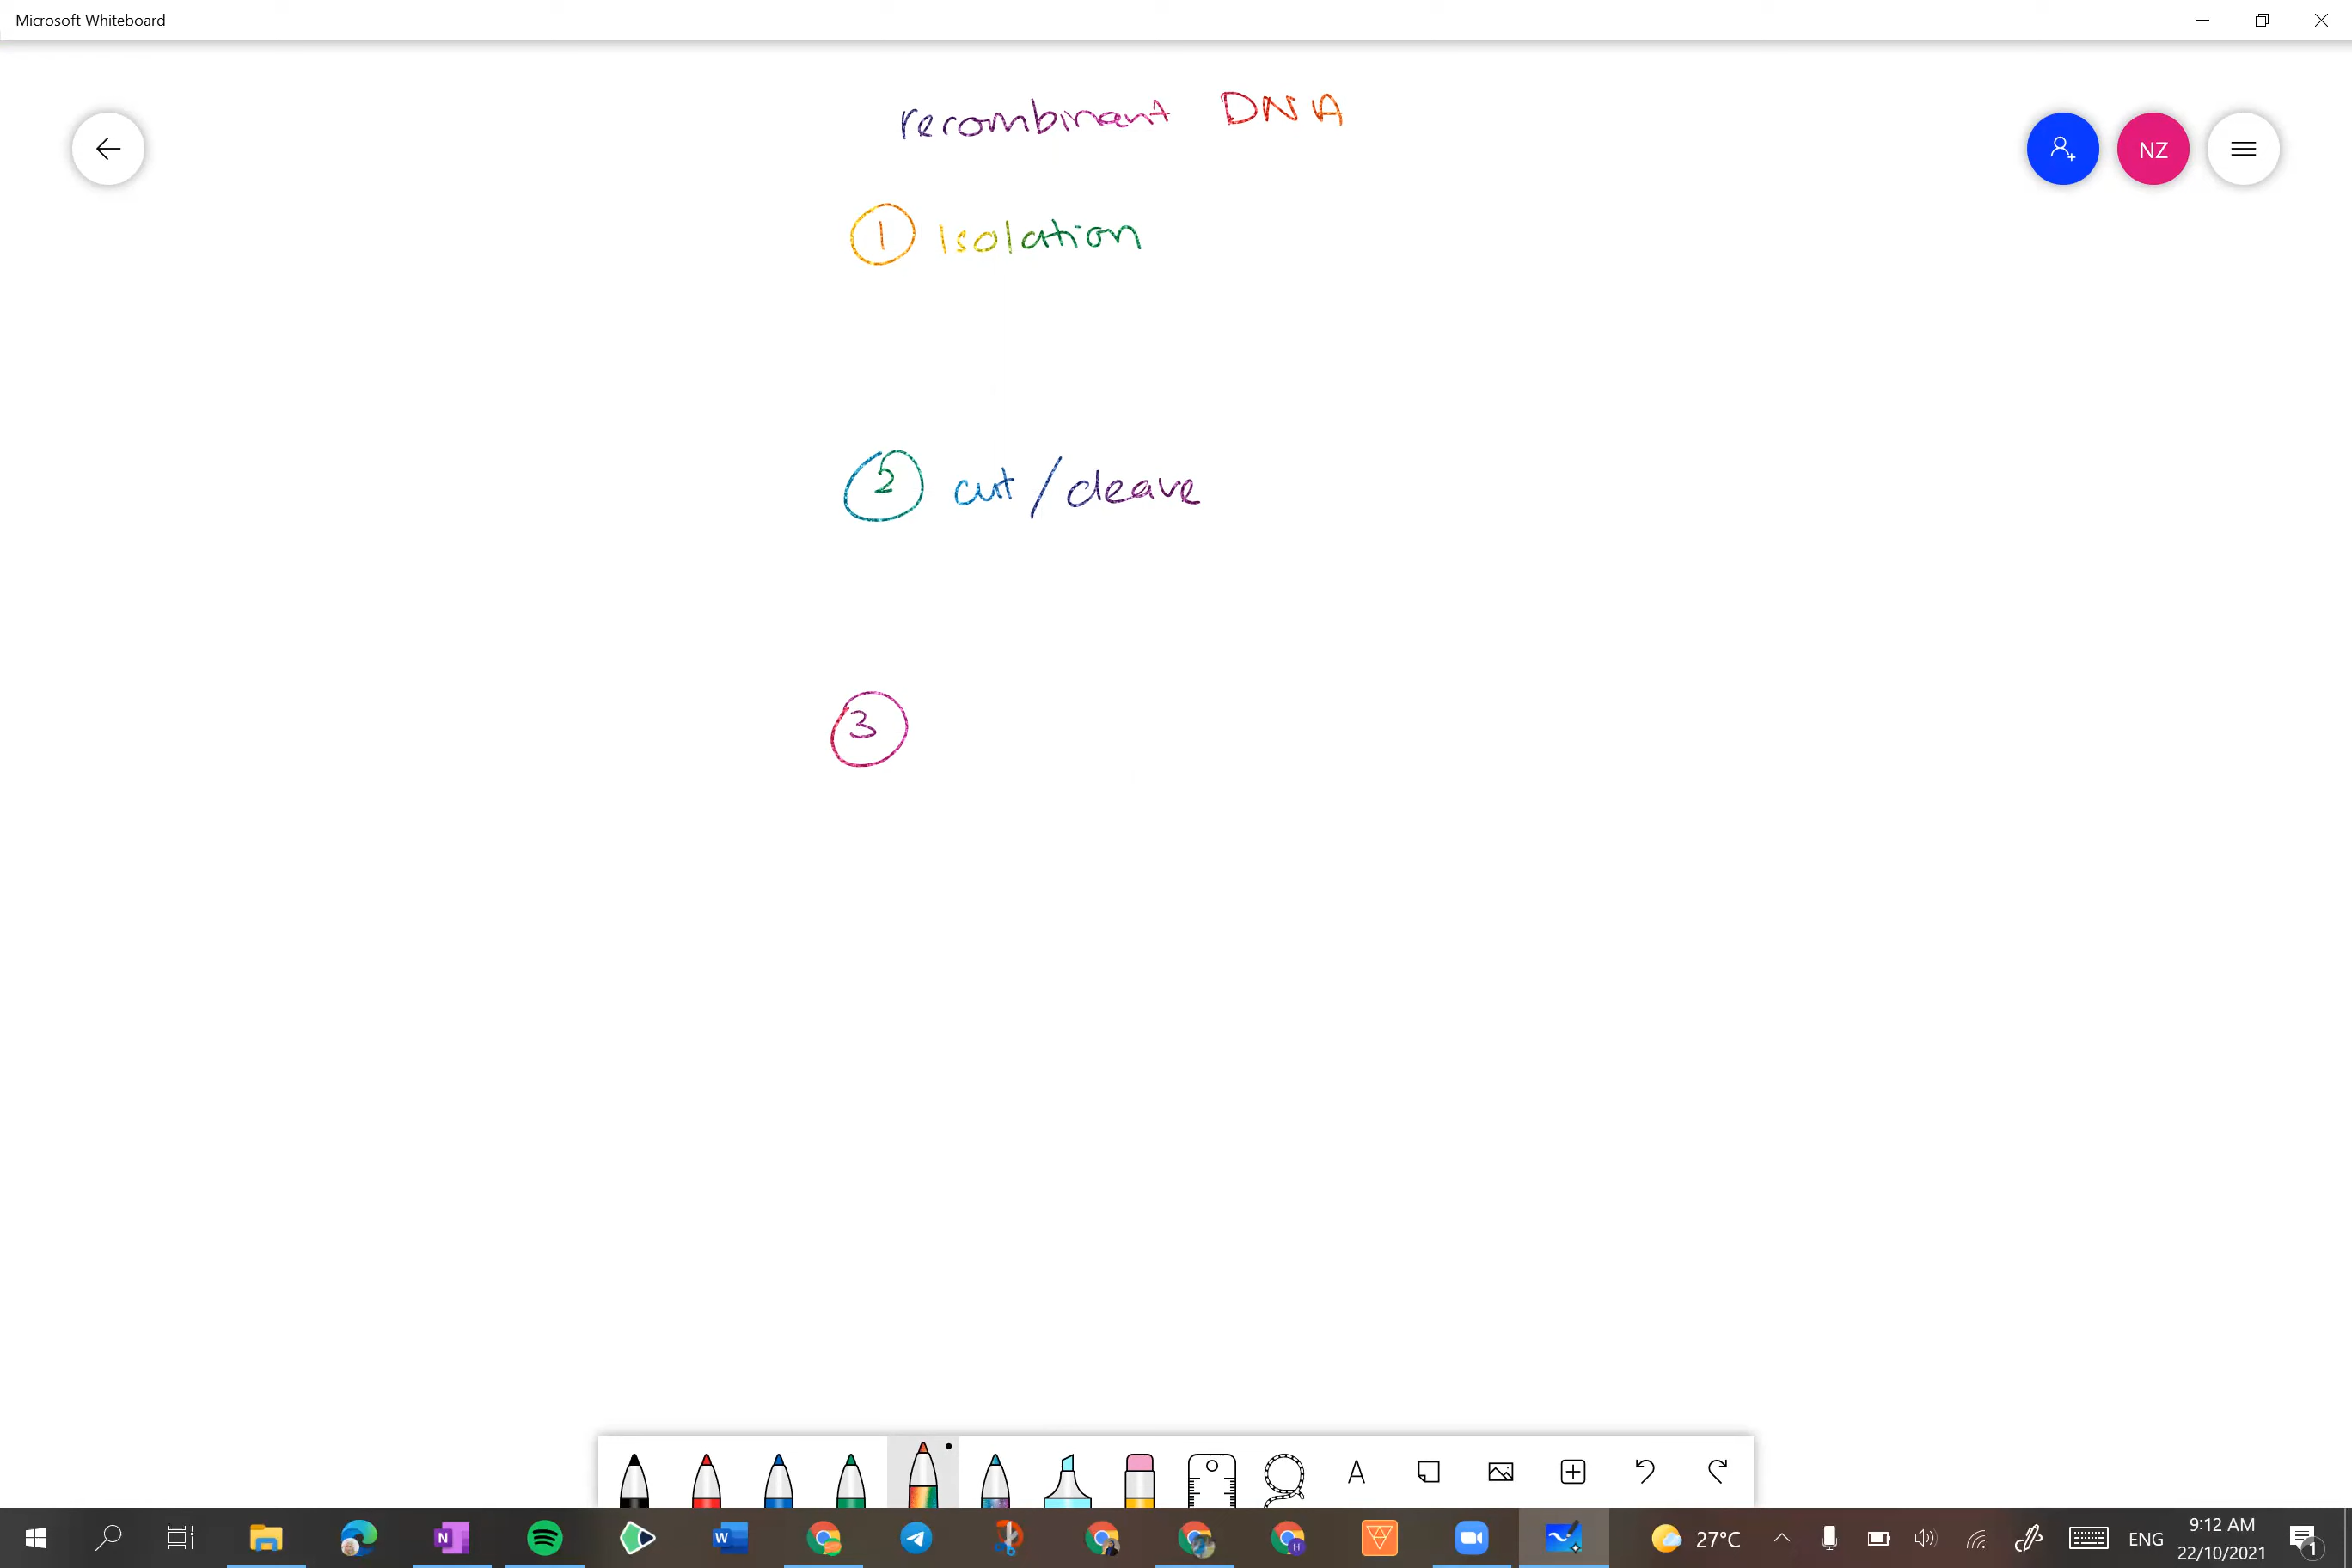 Microsoft Whiteboard
recombinant DNA
NZ
1 Isolation
2 cut/cleave
3
A
N
W
H
27°C
ENG
9:12 AM
22/10/2021
1